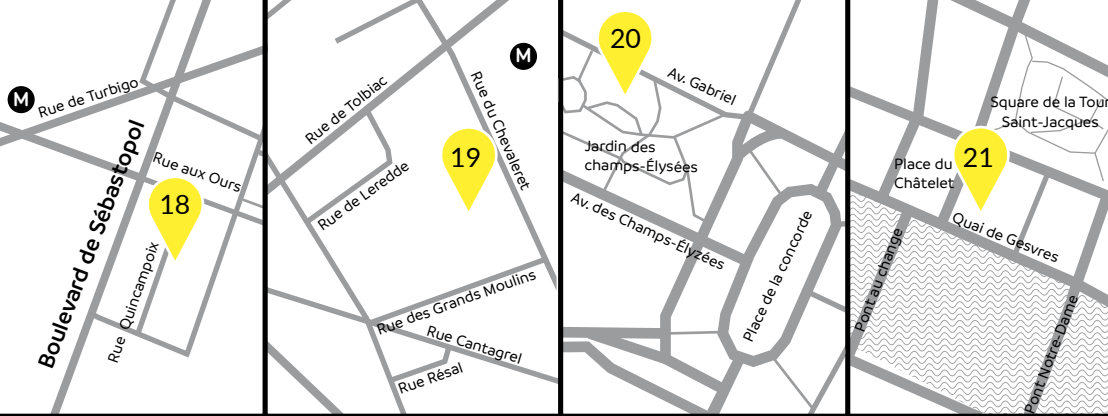 M
Rue de Turbigo
Boulevard de Sébastopol
Rue aux Ours
18
Rue Quincampoix
M
Rue de Tolbiac
Rue du Chevaleret
19
Rue de Leredde
Rue des Grands Moulins
Rue Cantagrel
Rue Résal
20
Av. Gabriel
Jardin des
champs-Élysées
Av. des Champs-Élyzées
Place de la concorde
Square de la Tour
Saint-Jacques
21
Place du
Châtelet
Quai de Gesvres
Pont au change
Pont Notre-Dame